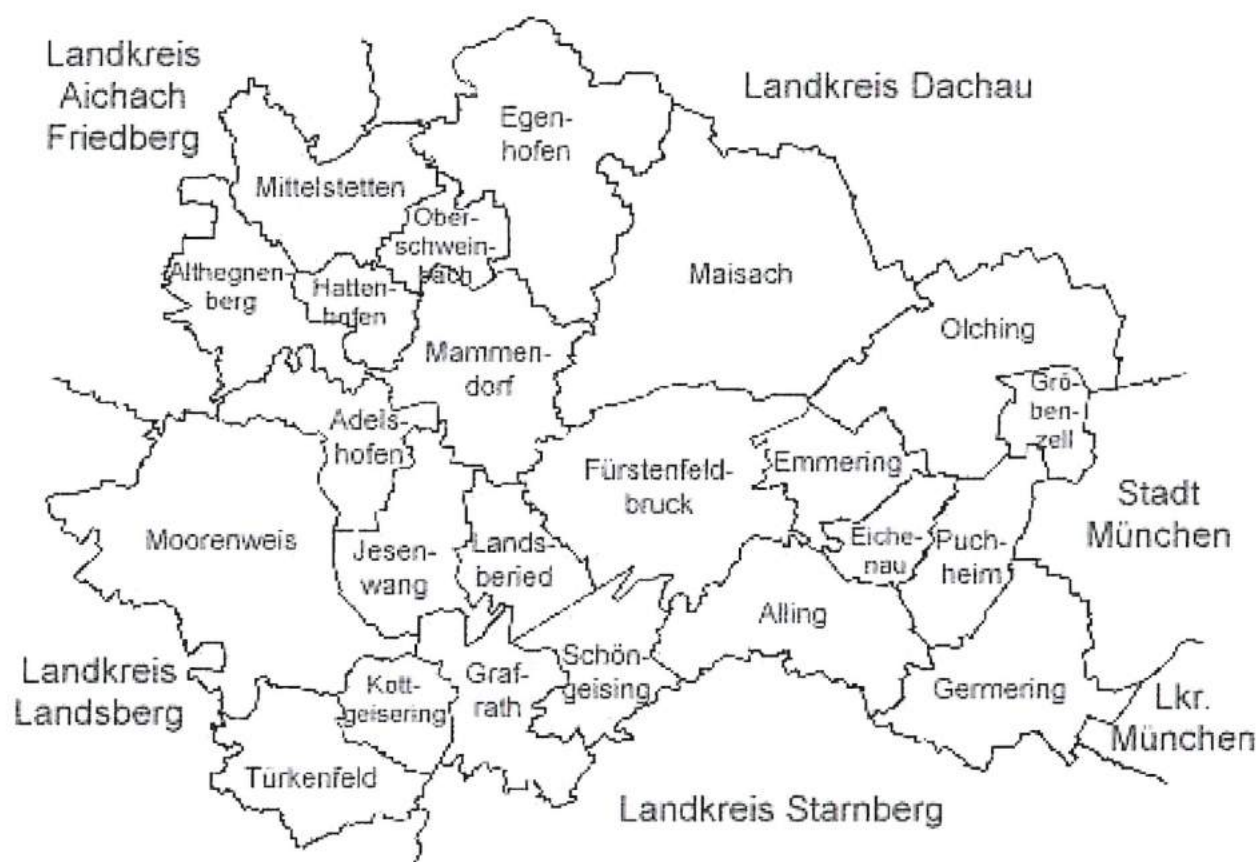 Landkreis
Aichach
Friedberg
Landkreis Dachau
Egen-
hofen
Mittelstetten
Ober-
schwein-
bach
Althegnen-
berg
Hatten-
hofen
Maisach
Olching
Mammen-
dorf
Grö-
ben-
zell
Adels-
hofen
Fürstenfeld-
bruck
Emmering
Stadt
München
Moorenweis
Jesen-
wang
Lands-
beried
Eiche-
nau
Puch-
heim
Alling
Schön-
geising
Landkreis
Landsberg
Kott-
geisering
Graf-
rath
Germering
Lkr.
München
Türkenfeld
Landkreis Starnberg